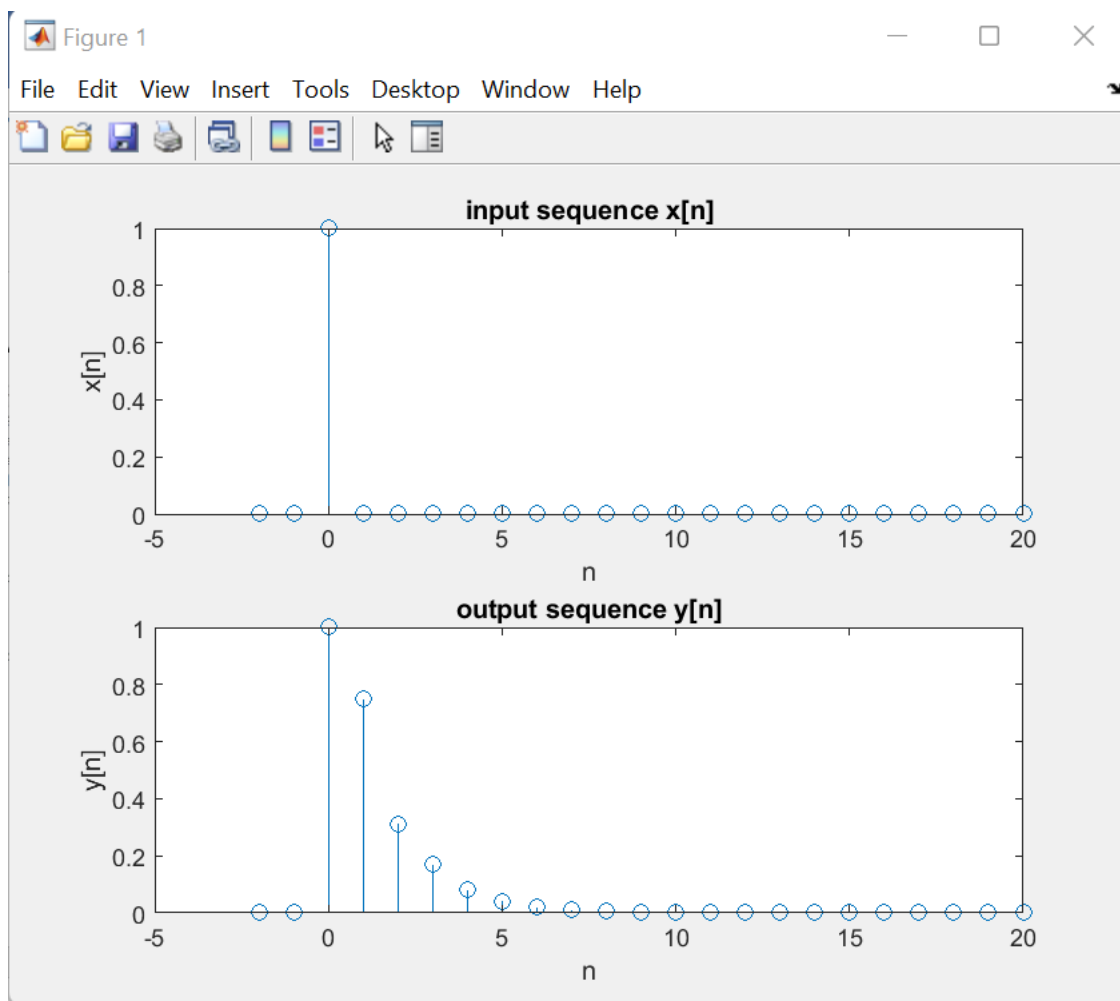 Figure 1
File Edit View Insert Tools Desktop Window Help
input sequence x[n]
1
0.8
0.6
0.4
0.2
0
x[n]
-5 0 5 10 15 20
n
output sequence y[n]
1
0.8
0.6
0.4
0.2
0
y[n]
-5 0 5 10 15 20
n